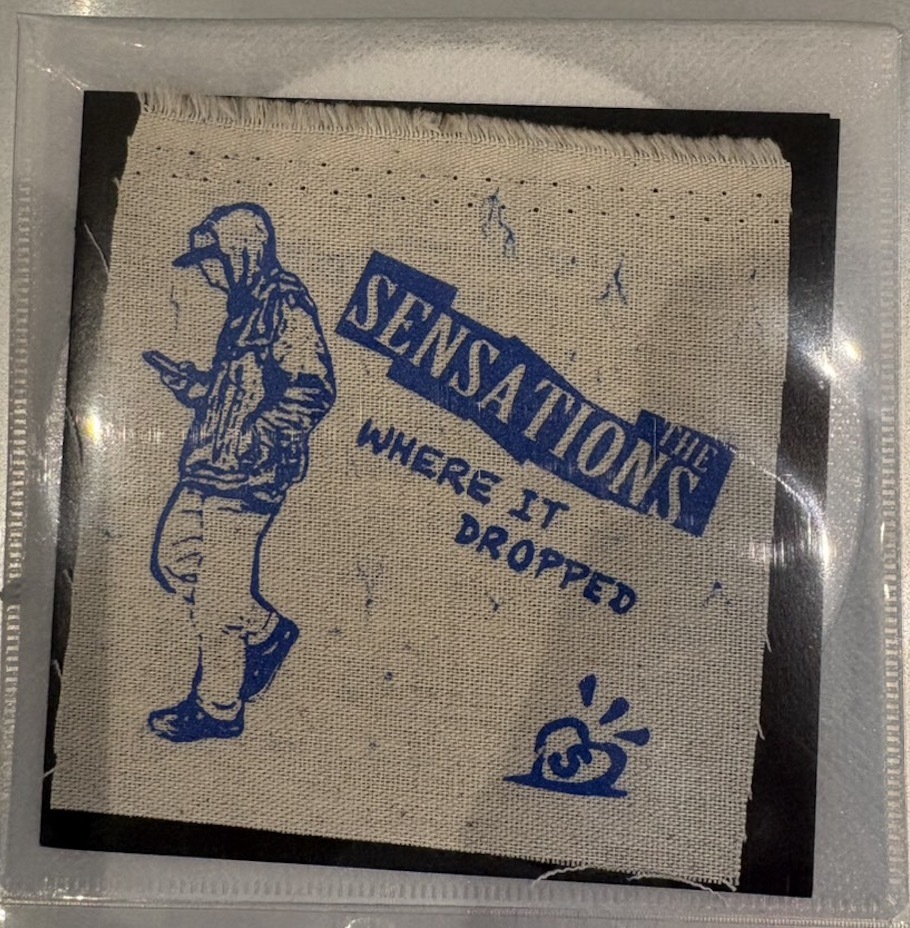 THE
SENSATIONS
WHERE IT
DROPPED
S